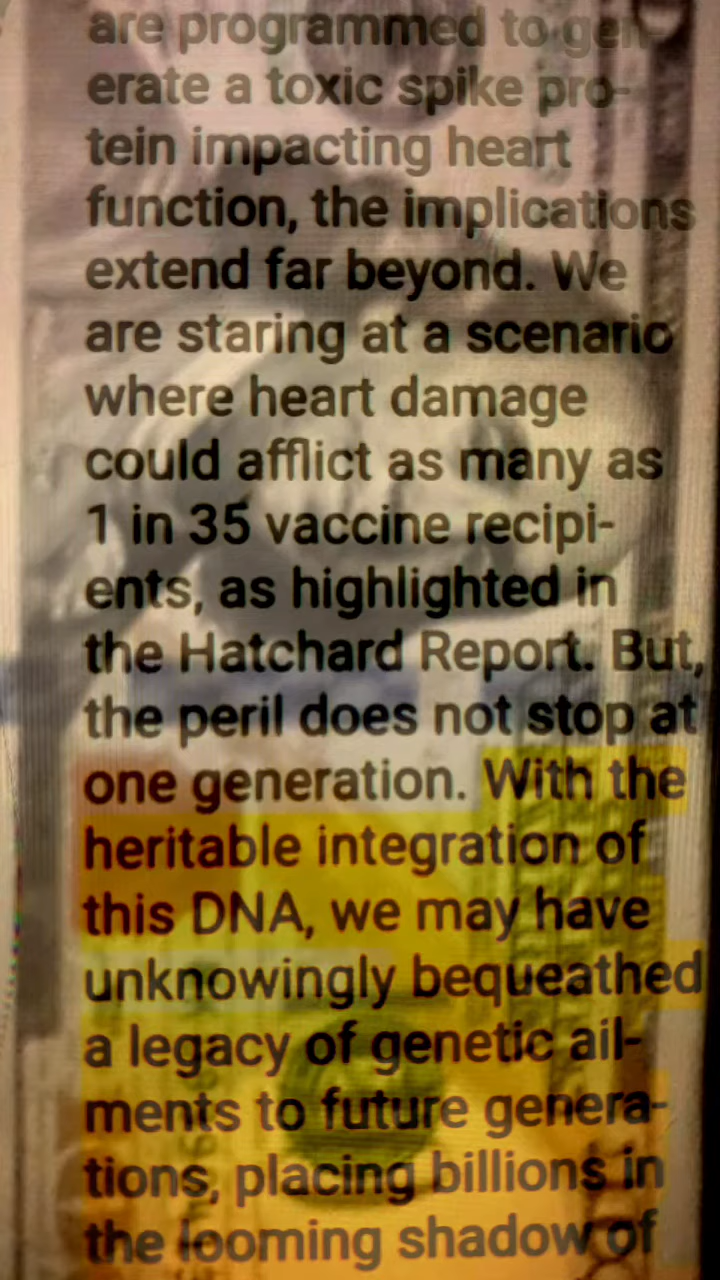 are programmed to gen-
erate a toxic spike pro-
tein impacting heart
function, the implications
extend far beyond. We
are staring at a scenario
where heart damage
could afflict as many as
1 in 35 vaccine recipi-
ents, as highlighted in
the Hatchard Report. But,
the peril does not stop at
one generation. With the
heritable integration of
this DNA, we may have
unknowingly bequeathed
a legacy of genetic ail-
ments to future genera-
tions, placing billions in
the looming shadow of